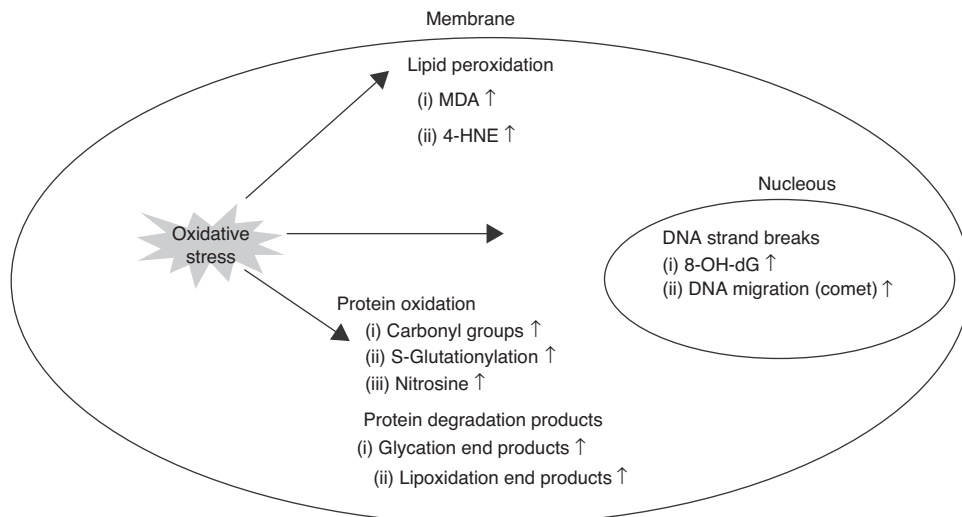 Membrane
Lipid peroxidation
(i) MDA ↑
(ii) 4-HNE ↑
Nucleous
Oxidative
stress
DNA strand breaks
(i) 8-OH-dG ↑
(ii) DNA migration (comet) ↑
Protein oxidation
(i) Carbonyl groups ↑
(ii) S-Glutationylation ↑
(iii) Nitrosine ↑
Protein degradation products
(i) Glycation end products ↑
(ii) Lipoxidation end products ↑